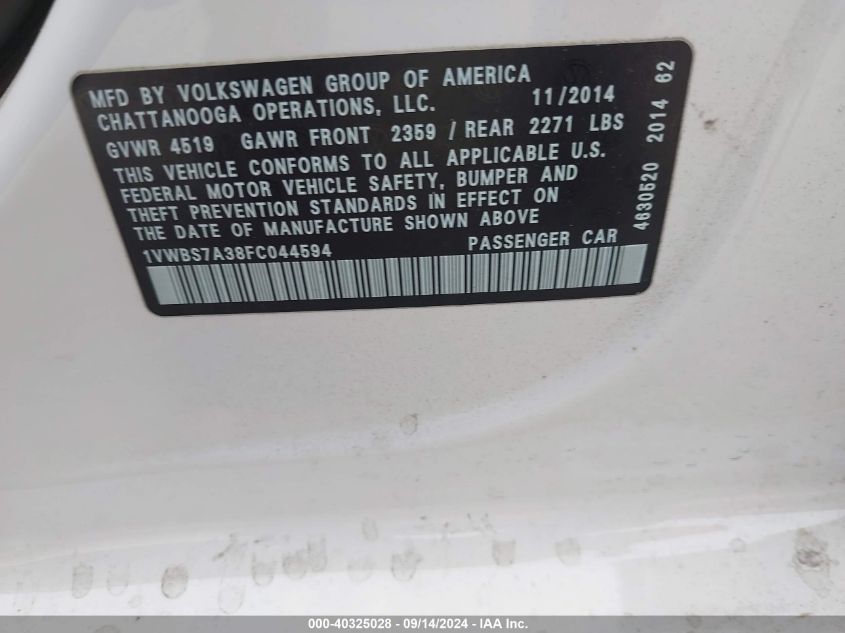 MFD BY VOLKSWAGEN GROUP OF AMERICA
CHATTANOOGA OPERATIONS, LLC. 11/2014
GVWR 4519 GAWR FRONT 2359 / REAR 2271 LBS
THIS VEHICLE CONFORMS TO ALL APPLICABLE U.S.
FEDERAL MOTOR VEHICLE SAFETY, BUMPER AND
THEFT PREVENTION STANDARDS IN EFFECT ON
THE DATE OF MANUFACTURE SHOWN ABOVE
1VWBS7A38FC044594 PASSENGER CAR
4630520 2014 62
000-40325028 - 09/14/2024 - IAA Inc.